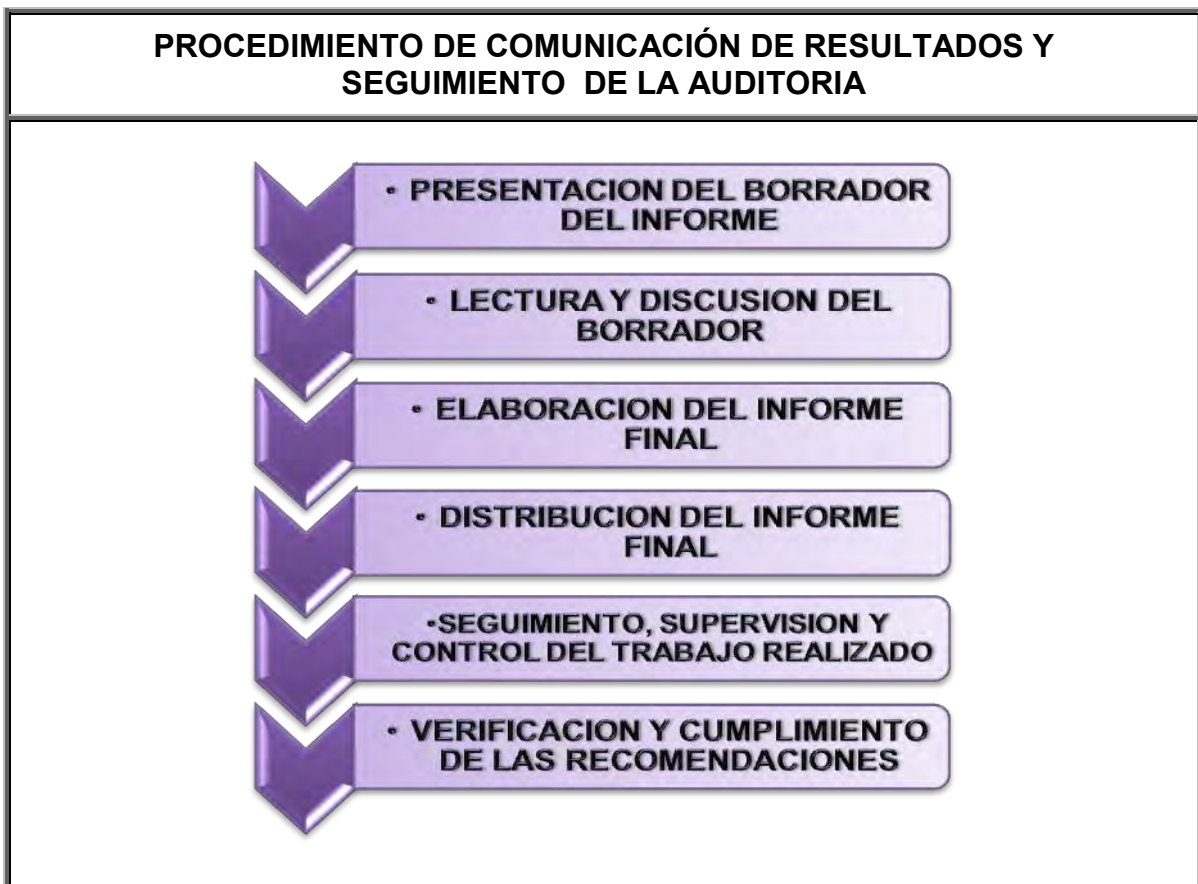 PROCEDIMIENTO DE COMUNICACIÓN DE RESULTADOS Y
SEGUIMIENTO DE LA AUDITORIA
• PRESENTACION DEL BORRADOR
DEL INFORME
• LECTURA Y DISCUSION DEL
BORRADOR
• ELABORACION DEL INFORME
FINAL
• DISTRIBUCION DEL INFORME
FINAL
•SEGUIMIENTO, SUPERVISION Y
CONTROL DEL TRABAJO REALIZADO
• VERIFICACION Y CUMPLIMIENTO
DE LAS RECOMENDACIONES